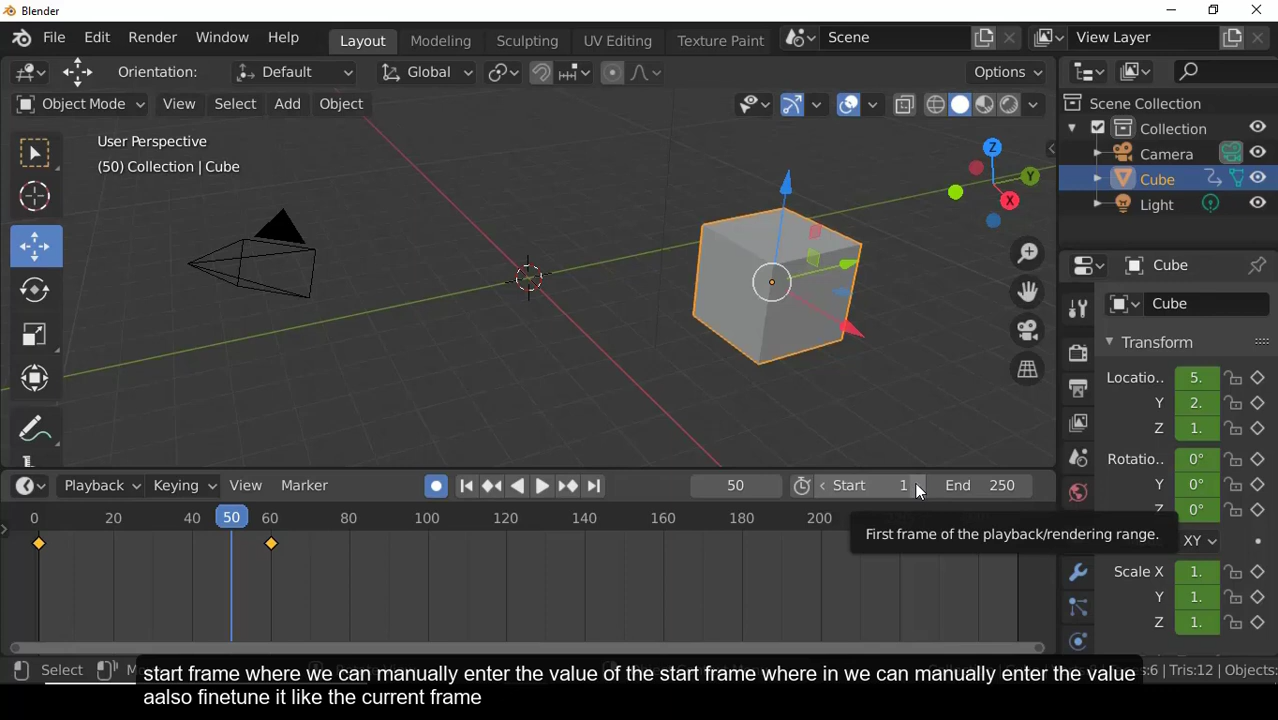 Blender
File Edit Render Window Help Layout Modeling Sculpting UV Editing Texture Paint Scene View Layer
Orientation: Default Global Options
Object Mode View Select Add Object
User Perspective
(50) Collection | Cube
Z
Y
X
Scene Collection
Collection
Camera
Cube
Light
Cube
Cube
Transform
Locatio.. 5.
Y 2.
Z 1.
Rotatio.. 0°
Y 0°
Z 0°
XY
Scale X 1.
Y 1.
Z 1.
Playback Keying View Marker 50 Start 1 End 250
0 20 50 60 80 100 120 140 160 180 200
First frame of the playback/rendering range.
Select
start frame where we can manually enter the value of the start frame where in we can manually enter the value
aalso finetune it like the current frame
:6 | Tris:12 | Objects: